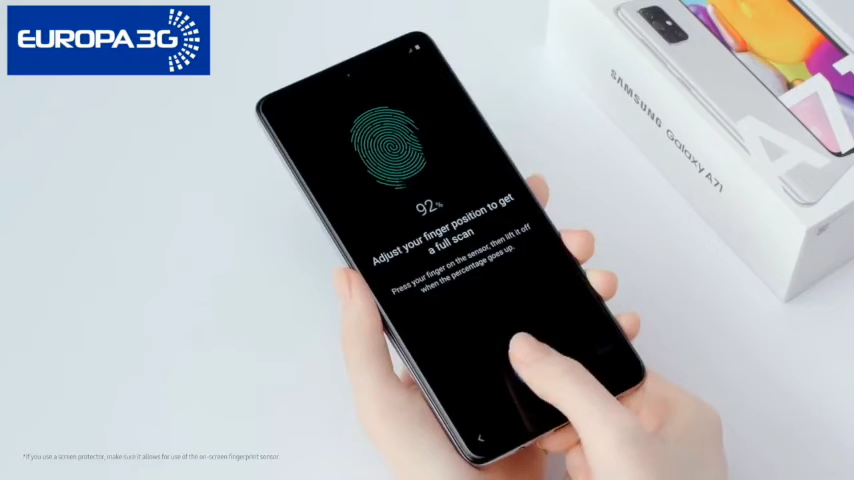 EUROPA3G
SAMSUNG Galaxy A71
A7
92%
Adjust your finger position to get
a full scan
Press your finger on the sensor, then lift it off
when the percentage goes up.
*If you use a screen protector, make sure it allows for use of the on-screen fingerprint sensor.